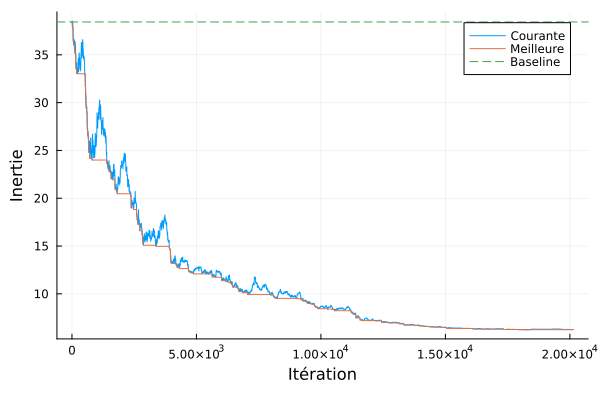 Courante
Meilleure
Baseline
35
30
25
20
15
10
Inertie
0
5.00×10³
1.00×10⁴
1.50×10⁴
2.00×10⁴
Itération